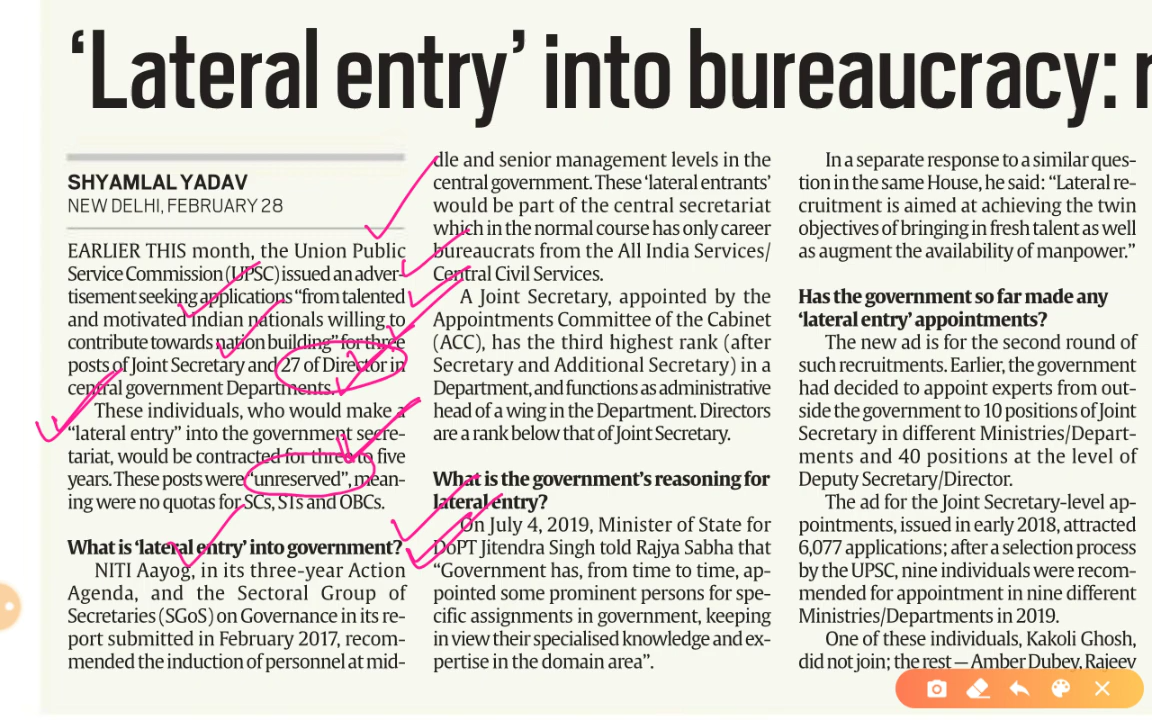 ‘Lateral entry’ into bureaucracy:
SHYAMLAL YADAV
NEW DELHI, FEBRUARY 28
EARLIER THIS month, the Union Public
Service Commission (UPSC) issued an adver-
tisement seeking applications “from talented
and motivated Indian nationals willing to
contribute towards nation building” for three
posts of Joint Secretary and 27 of Director in
central government Departments.
These individuals, who would make a
“lateral entry” into the government secre-
tariat, would be contracted for three to five
years. These posts were “unreserved”, mean-
ing were no quotas for SCs, STs and OBCs.
What is ‘lateral entry’ into government?
NITI Aayog, in its three-year Action
Agenda, and the Sectoral Group of
Secretaries (SGoS) on Governance in its re-
port submitted in February 2017, recom-
mended the induction of personnel at mid-
dle and senior management levels in the
central government. These ‘lateral entrants’
would be part of the central secretariat
which in the normal course has only career
bureaucrats from the All India Services/
Central Civil Services.
A Joint Secretary, appointed by the
Appointments Committee of the Cabinet
(ACC), has the third highest rank (after
Secretary and Additional Secretary) in a
Department, and functions as administrative
head of a wing in the Department. Directors
are a rank below that of Joint Secretary.
What is the government’s reasoning for
lateral entry?
On July 4, 2019, Minister of State for
DoPT Jitendra Singh told Rajya Sabha that
“Government has, from time to time, ap-
pointed some prominent persons for spe-
cific assignments in government, keeping
in view their specialised knowledge and ex-
pertise in the domain area”.
In a separate response to a similar ques-
tion in the same House, he said: “Lateral re-
cruitment is aimed at achieving the twin
objectives of bringing in fresh talent as well
as augment the availability of manpower.”
Has the government so far made any
‘lateral entry’ appointments?
The new ad is for the second round of
such recruitments. Earlier, the government
had decided to appoint experts from out-
side the government to 10 positions of Joint
Secretary in different Ministries/Depart-
ments and 40 positions at the level of
Deputy Secretary/Director.
The ad for the Joint Secretary-level ap-
pointments, issued in early 2018, attracted
6,077 applications; after a selection process
by the UPSC, nine individuals were recom-
mended for appointment in nine different
Ministries/Departments in 2019.
One of these individuals, Kakoli Ghosh,
did not join; the rest — Amber Dubey, Rajeev